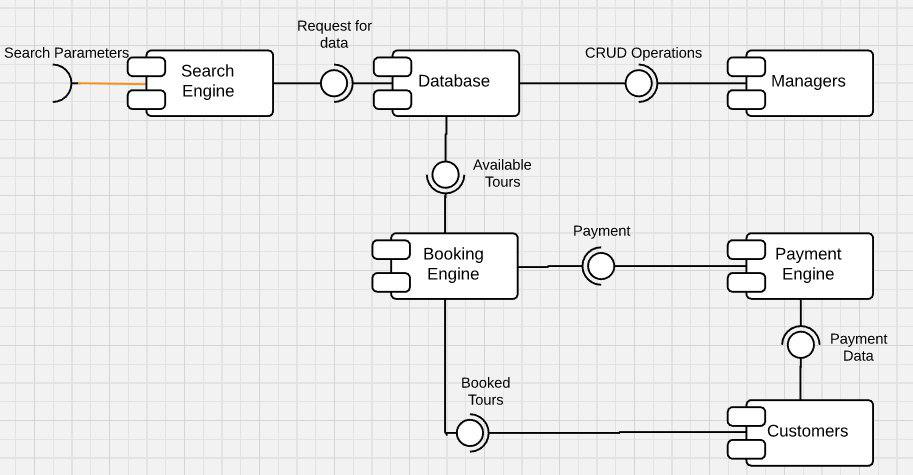 Request for
data
Search Parameters
CRUD Operations
Search
Engine
Database
Managers
Available
Tours
Payment
Booking
Engine
Payment
Engine
Payment
Data
Booked
Tours
Customers